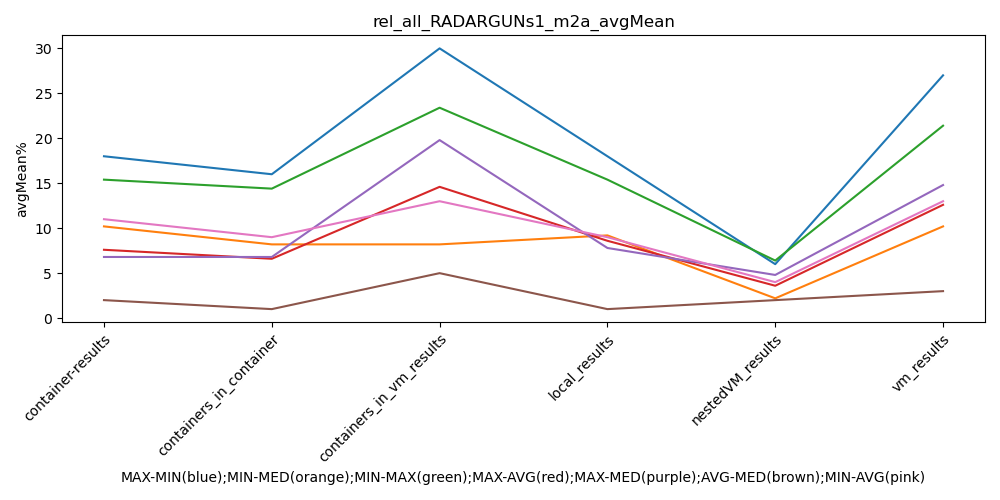 rel_all_RADARGUNs1_m2a_avgMean
avgMean%
30
25
20
15
10
5
0
container-results
containers_in_container
containers_in_vm_results
local_results
nestedVM_results
vm_results
MAX-MIN(blue);MIN-MED(orange);MIN-MAX(green);MAX-AVG(red);MAX-MED(purple);AVG-MED(brown);MIN-AVG(pink)